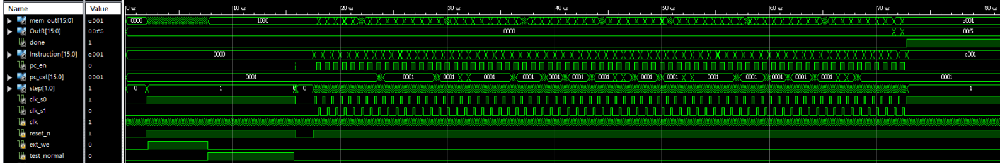 Name Value 0 us 10 us 20 us 30 us 40 us 50 us 60 us 70 us 80 us
mem_out[15:0] e001 0000 1030 e001
OutR[15:0] 00f5 0000 00f5
done 1
Instruction[15:0] e001 0000 e001
pc_en 0
pc_ext[15:0] 0001 0001 0001 0001 0001 0001 0001 0001 0001 0001 0001 0001 0001 0001 0001
step[1:0] 1 0 1 0 1
clk_s0 1
clk_s1 0
clk 1
reset_n 1
ext_we 0
test_normal 0